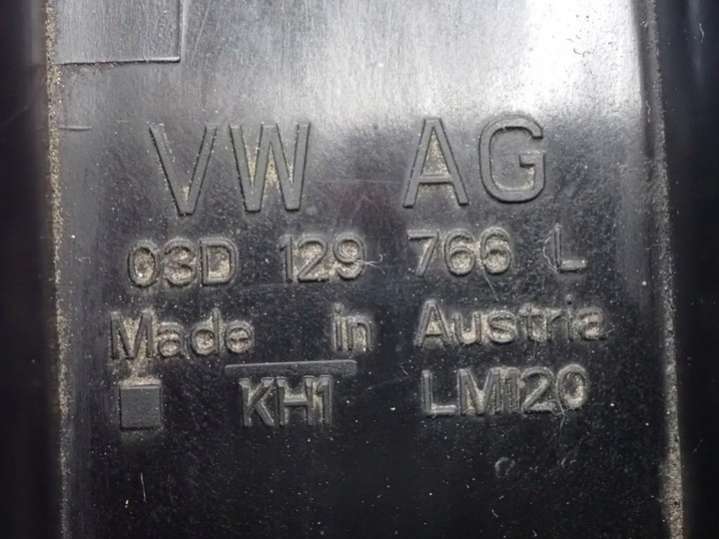 VW AG
03D 129 766 L
Made in Austria
KH1 LM120